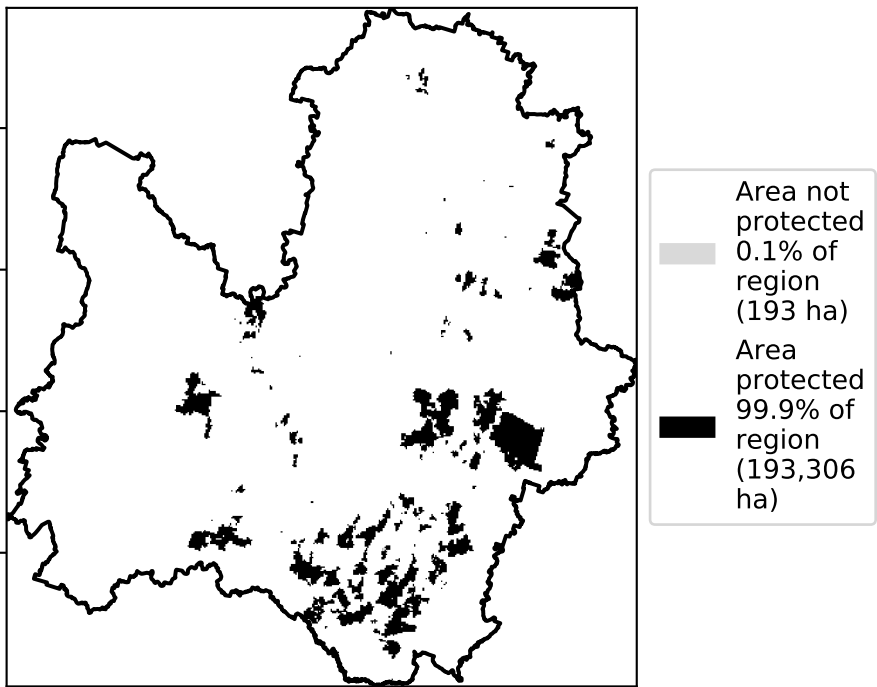 Area not
protected
0.1% of
region
(193 ha)
Area
protected
99.9% of
region
(193,306
ha)